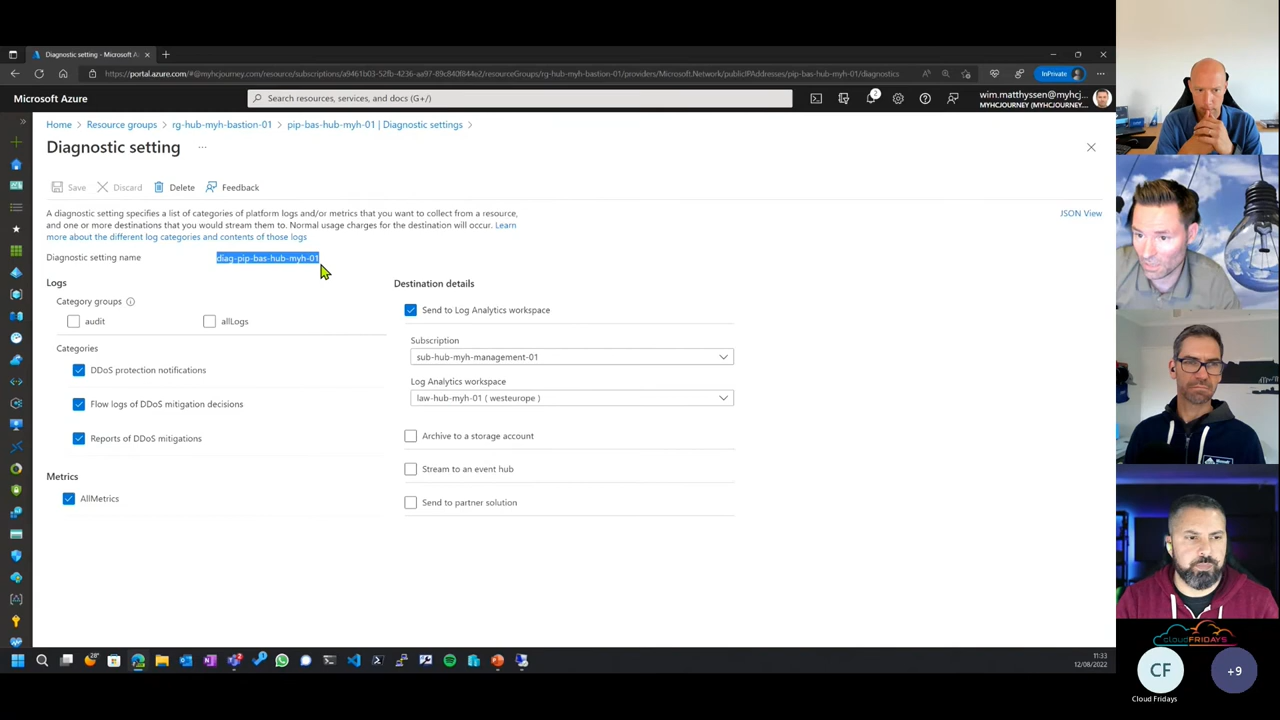 Diagnostic setting - Microsoft A
https://portal.azure.com/#@myhcjourney.com/resource/subscriptions/a9461b03-52fb-4236-aa97-89c840f844e2/resourceGroups/rg-hub-myh-bastion-01/providers/Microsoft.Network/publicIPAddresses/pip-bas-hub-myh-01/diagnostics
InPrivate
Microsoft Azure
Search resources, services, and docs (G+/)
2
wim.matthyssen@myhcj...
MYHCJOURNEY (MYHCJOURNEY....
Home > Resource groups > rg-hub-myh-bastion-01 > pip-bas-hub-myh-01 | Diagnostic settings >
Diagnostic setting ...
Save Discard Delete Feedback
A diagnostic setting specifies a list of categories of platform logs and/or metrics that you want to collect from a resource,
and one or more destinations that you would stream them to. Normal usage charges for the destination will occur. Learn
more about the different log categories and contents of those logs
JSON View
Diagnostic setting name
diag-pip-bas-hub-myh-01
Logs
Category groups
audit
allLogs
Categories
DDoS protection notifications
Flow logs of DDoS mitigation decisions
Reports of DDoS mitigations
Metrics
AllMetrics
Destination details
Send to Log Analytics workspace
Subscription
sub-hub-myh-management-01
Log Analytics workspace
law-hub-myh-01 ( westeurope )
Archive to a storage account
Stream to an event hub
Send to partner solution
28°
11:33
12/08/2022
cloudFRIDAYS
CF
+9
Cloud Fridays